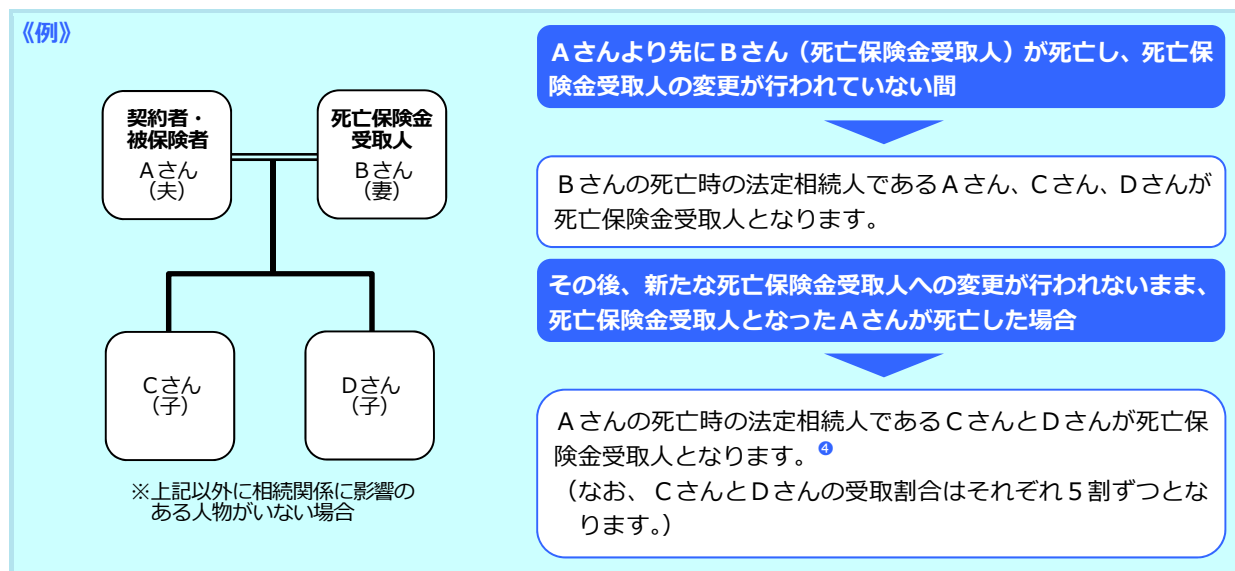 《例》
契約者・
被保険者
Aさん
(夫)
死亡保険金
受取人
Bさん
(妻)
Cさん
(子)
Dさん
(子)
※上記以外に相続関係に影響の
ある人物がいない場合
AさんよりX先にBさん(死亡保険金受取人)が死亡し、死亡保
険金受取人の変更が行われていない間
Bさんの死亡時の法定相続人であるAさん、Cさん、Dさんが
死亡保険金受取人となります。
その後、新たな死亡保険金受取人への変更が行われないまま、
死亡保険金受取人となったAさんが死亡した場合
Aさんの死亡時の法定相続人であるCさんとDさんが死亡保
険金受取人となります。❹
(なお、CさんとDさんの受取割合はそれぞれ5割ずつとな
ります。)